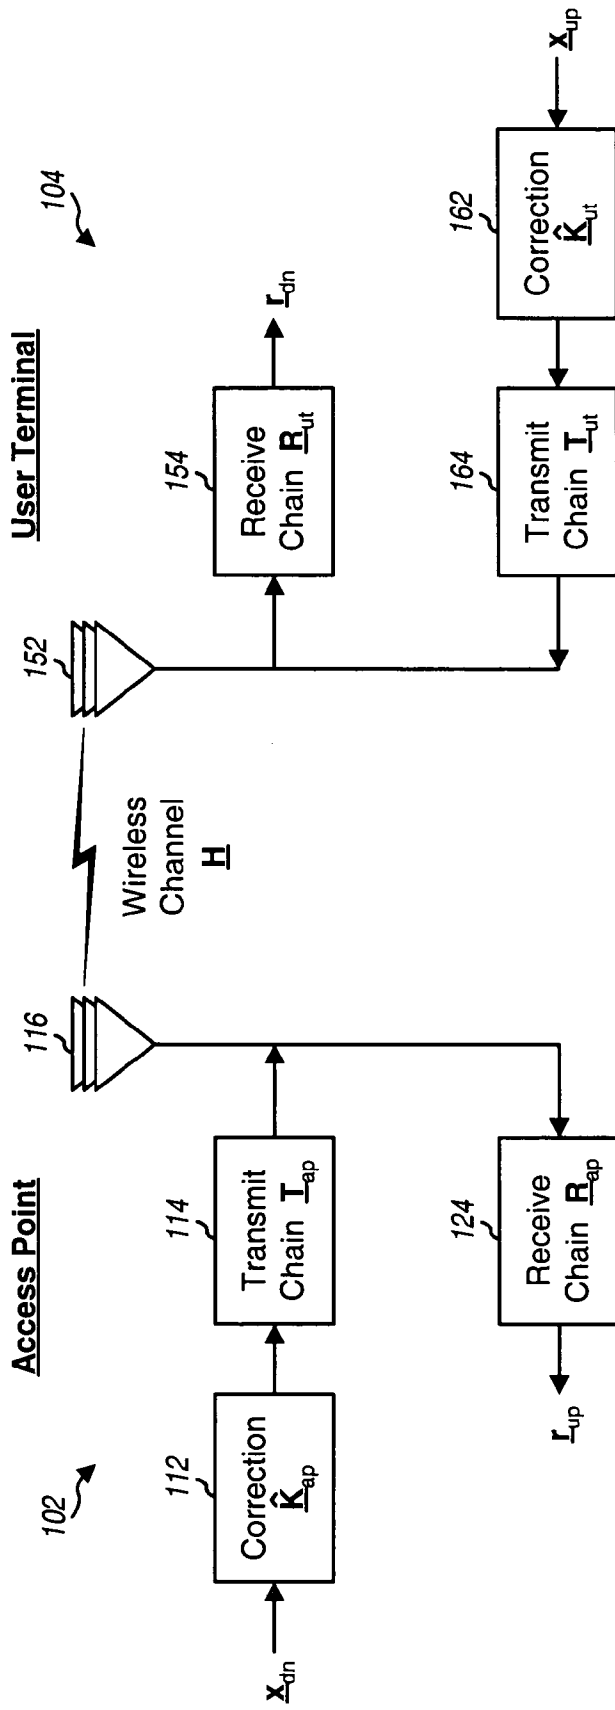 Access Point
User Terminal
102
104
116
152
Wireless
Channel
H
x_dn
112
Correction
K̂_ap
114
Transmit
Chain T_ap
154
Receive
Chain R_ut
r_dn
r_up
124
Receive
Chain R_ap
164
Transmit
Chain T_ut
162
Correction
K̂_ut
x_up